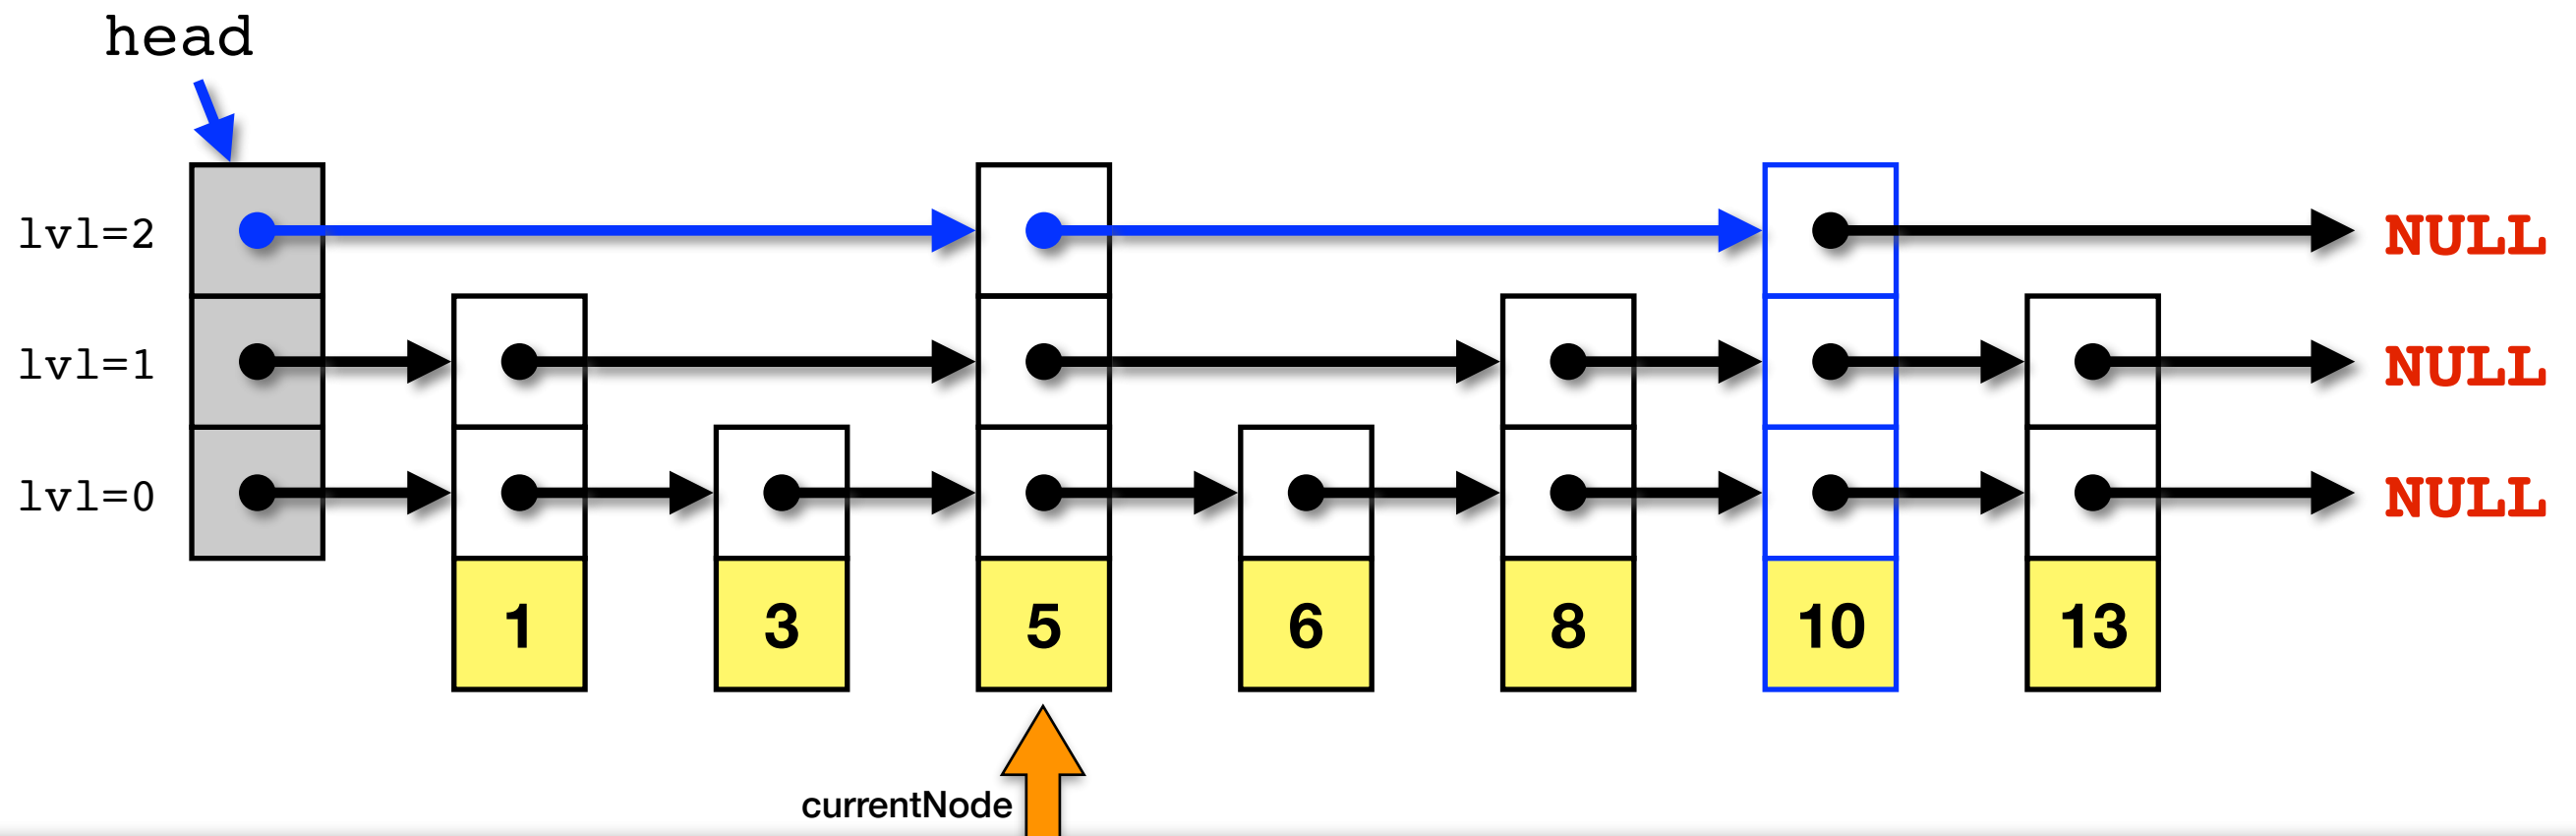 head
lvl=2 NULL
lvl=1 NULL
lvl=0 NULL
1 3 5 6 8 10 13
currentNode